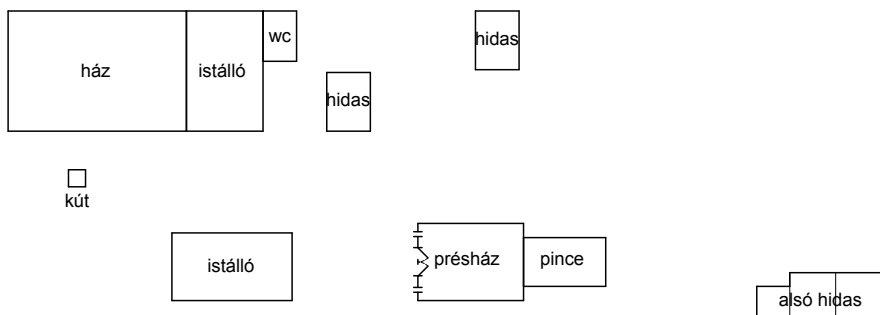 ház
istálló
wc
hidas
hidas
kút
istálló
présház
pince
alsó hidas